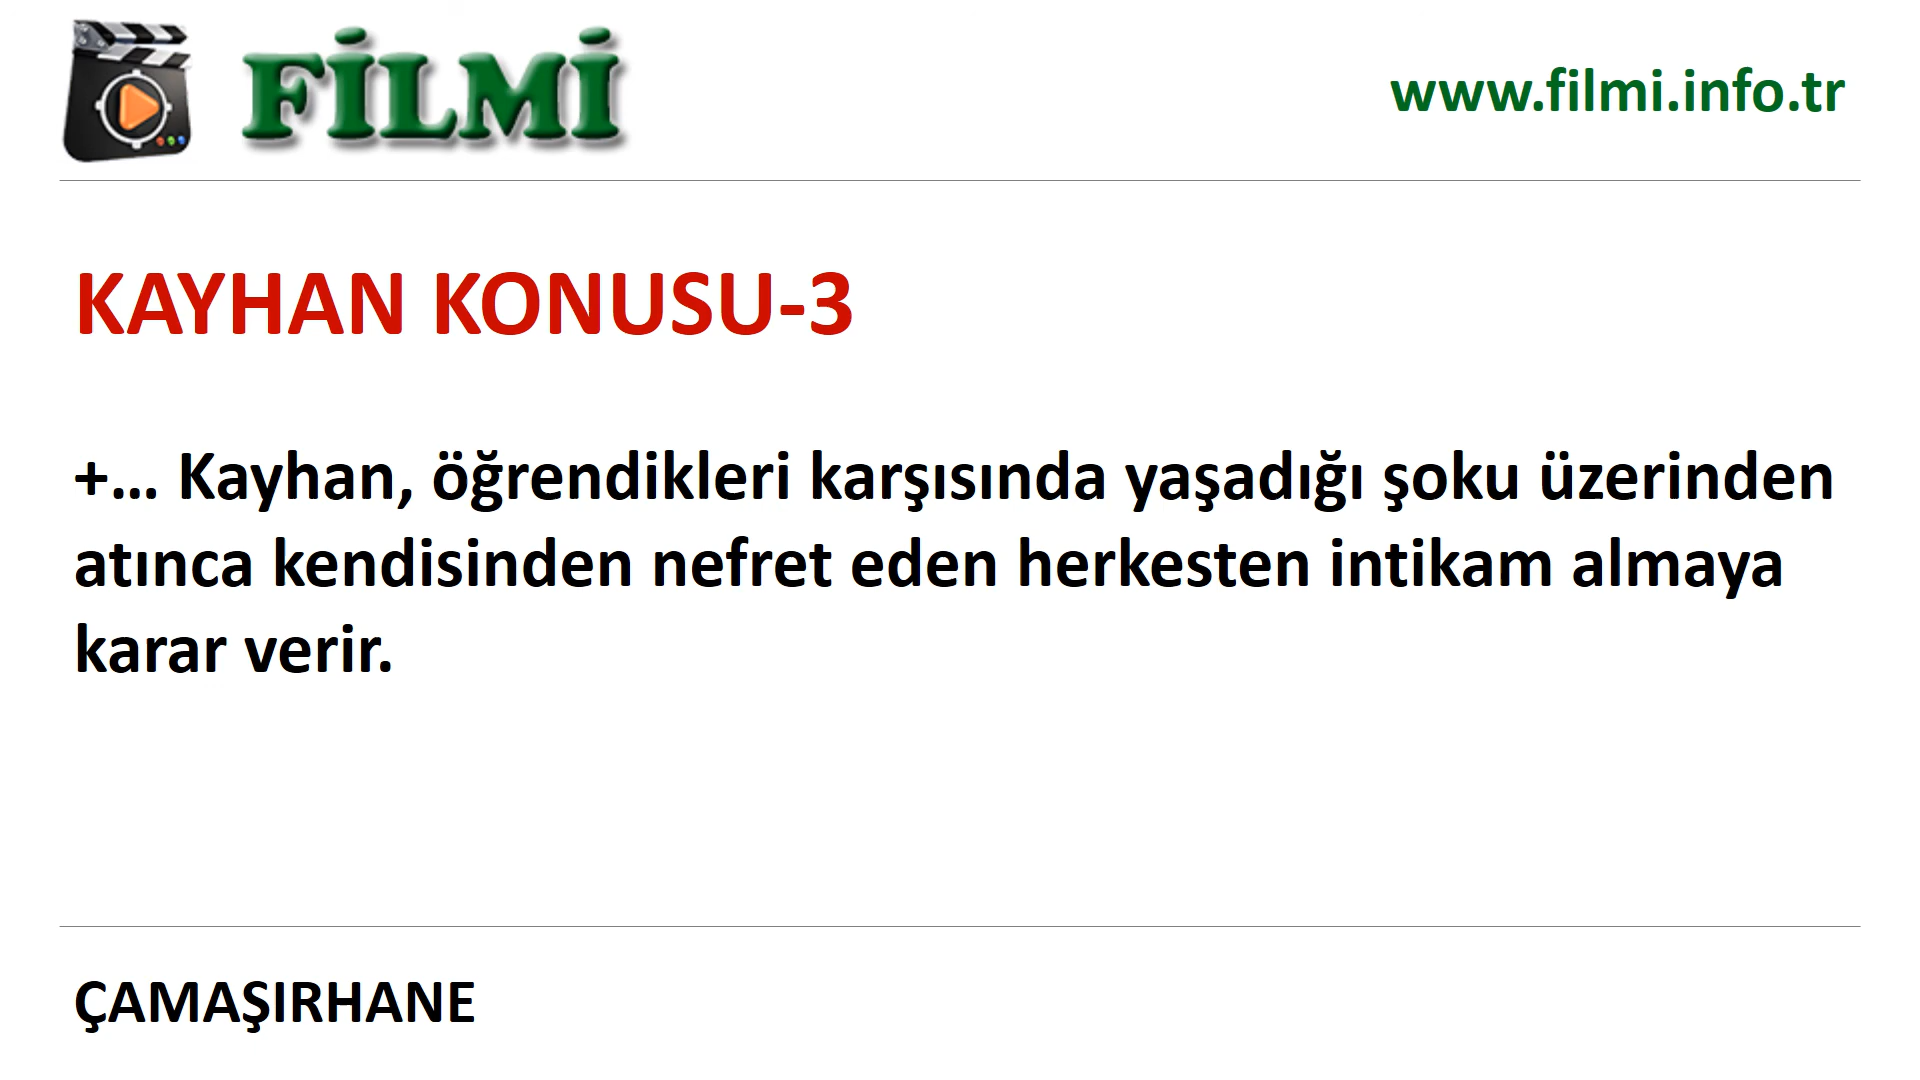 FİLMİ
www.filmi.info.tr
KAYHAN KONUSU-3
+... Kayhan, öğrendikleri karşısında yaşadığı şoku üzerinden
atınca kendisinden nefret eden herkesten intikam almaya
karar verir.
ÇAMAŞIRHANE